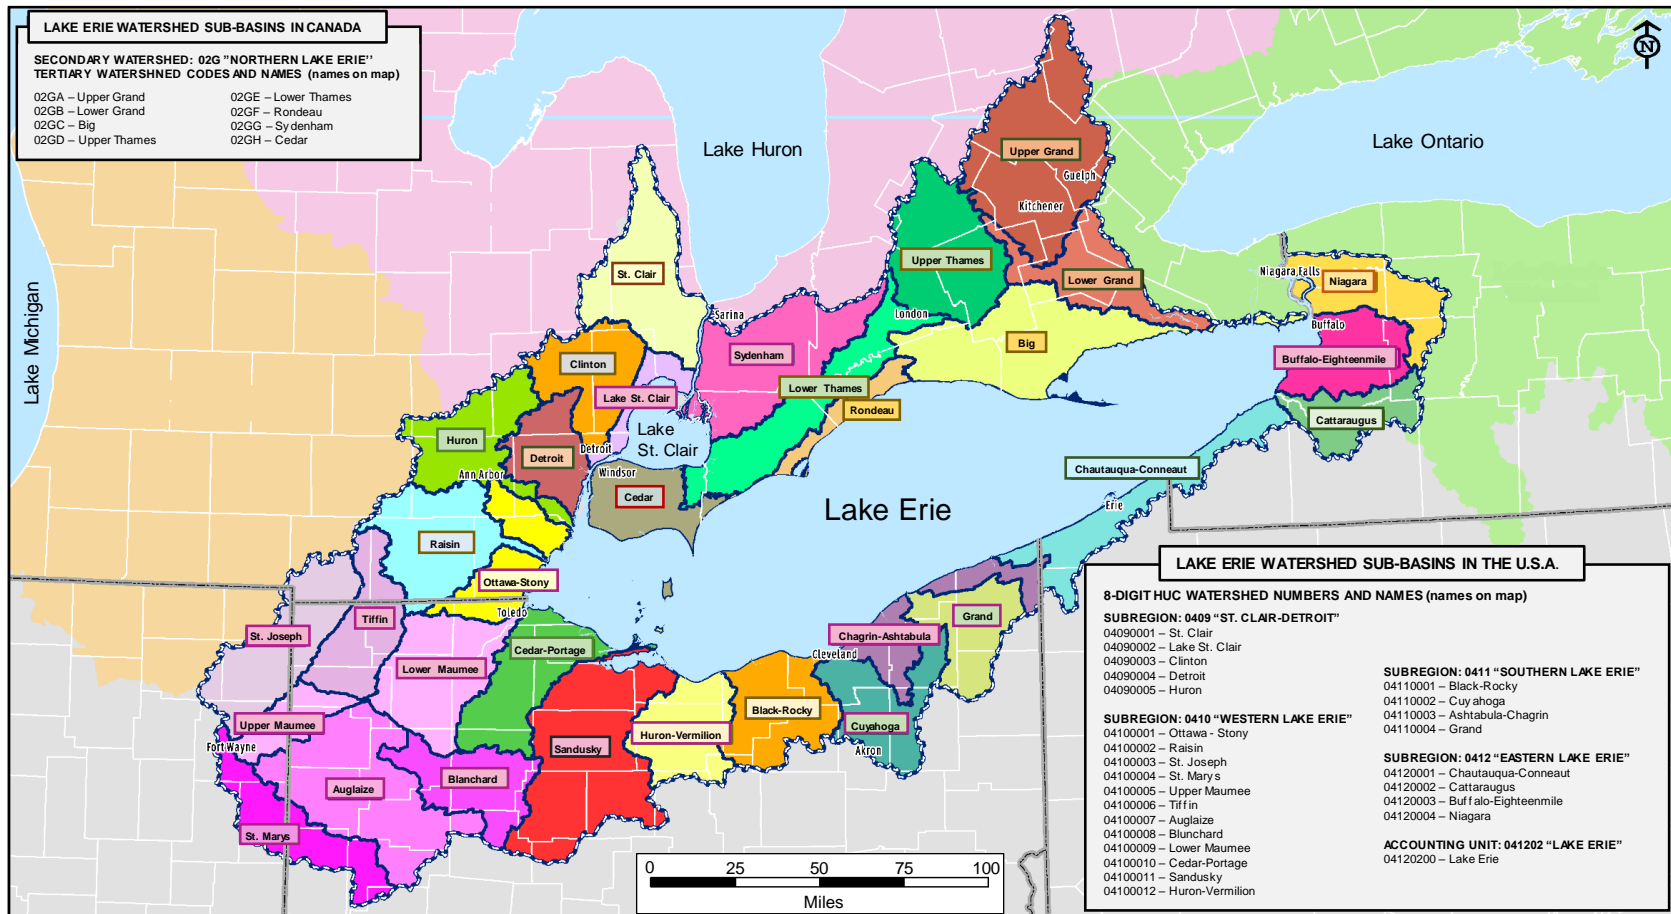 LAKE ERIE WATERSHED SUB-BASINS IN CANADA
SECONDARY WATERSHED: 02G "NORTHERN LAKE ERIE''
TERTIARY WATERSHNED CODES AND NAMES (names on map)
02GA – Upper Grand
02GB – Lower Grand
02GC – Big
02GD – Upper Thames
02GE – Lower Thames
02GF – Rondeau
02GG – Sydenham
02GH – Cedar
N
Lake Huron
Lake Ontario
Lake Michigan
Upper Grand
Guelph
Kitchener
St. Clair
Upper Thames
Lower Grand
Niagara Falls
Niagara
Sarina
London
Buffalo
Big
Sydenham
Clinton
Buffalo-Eighteenmile
Lower Thames
Lake St. Clair
Rondeau
Cattaraugus
Lake
St. Clair
Huron
Detroit
Detroit
Ann Arbor
Windsor
Cedar
Chautauqua-Conneaut
Erie
Lake Erie
Raisin
Ottawa-Stony
Toledo
Tiffin
St. Joseph
Lower Maumee
Cedar-Portage
Chagrin-Ashtabula
Grand
Cleveland
Upper Maumee
Fort Wayne
Black-Rocky
Cuyahoga
Akron
Huron-Vermilion
Sandusky
Blanchard
Auglaize
St. Marys
0 25 50 75 100
Miles
LAKE ERIE WATERSHED SUB-BASINS IN THE U.S.A.
8-DIGIT HUC WATERSHED NUMBERS AND NAMES (names on map)
SUBREGION: 0409 "ST. CLAIR-DETROIT"
04090001 – St. Clair
04090002 – Lake St. Clair
04090003 – Clinton
04090004 – Detroit
04090005 – Huron
SUBREGION: 0410 "WESTERN LAKE ERIE"
04100001 – Ottawa - Stony
04100002 – Raisin
04100003 – St. Joseph
04100004 – St. Marys
04100005 – Upper Maumee
04100006 – Tiffin
04100007 – Auglaize
04100008 – Blunchard
04100009 – Lower Maumee
04100010 – Cedar-Portage
04100011 – Sandusky
04100012 – Huron-Vermilion
SUBREGION: 0411 "SOUTHERN LAKE ERIE"
04110001 – Black-Rocky
04110002 – Cuyahoga
04110003 – Ashtabula-Chagrin
04110004 – Grand
SUBREGION: 0412 "EASTERN LAKE ERIE"
04120001 – Chautauqua-Conneaut
04120002 – Cattaraugus
04120003 – Buffalo-Eighteenmile
04120004 – Niagara
ACCOUNTING UNIT: 041202 "LAKE ERIE"
04120200 – Lake Erie